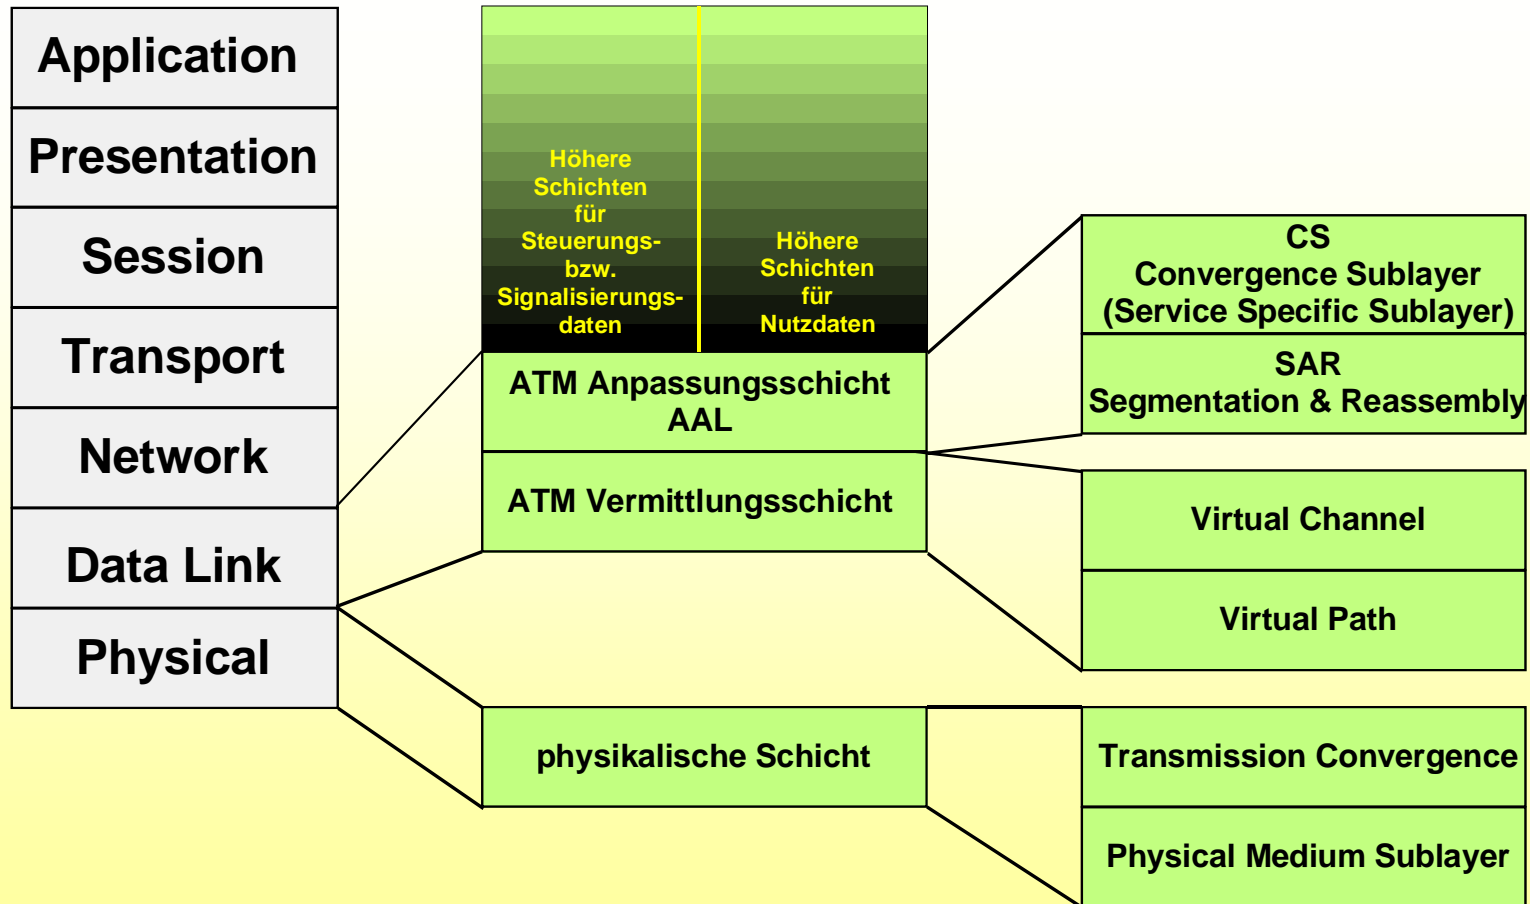 Application
Presentation
Session
Transport
Network
Data Link
Physical
Höhere
Schichten
für
Steuerungs-
bzw.
Signalisierungs-
daten
Höhere
Schichten
für
Nutzdaten
ATM Anpassungsschicht
AAL
ATM Vermittlungsschicht
physikalische Schicht
CS
Convergence Sublayer
(Service Specific Sublayer)
SAR
Segmentation & Reassembly
Virtual Channel
Virtual Path
Transmission Convergence
Physical Medium Sublayer